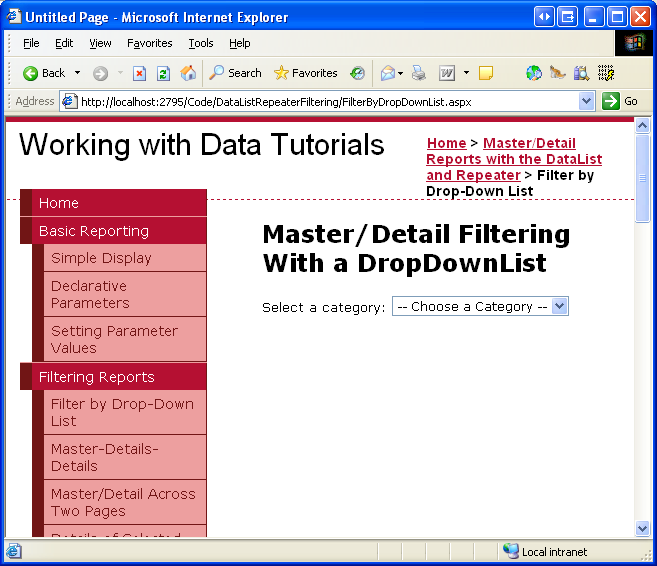 Untitled Page - Microsoft Internet Explorer
File Edit View Favorites Tools Help
Back Search Favorites
Address http://localhost:2795/Code/DataListRepeaterFiltering/FilterByDropDownList.aspx Go
Working with Data Tutorials
Home > Master/Detail
Reports with the DataList
and Repeater > Filter by
Drop-Down List
Home
Basic Reporting
Simple Display
Declarative
Parameters
Setting Parameter
Values
Filtering Reports
Filter by Drop-Down
List
Master-Details-
Details
Master/Detail Across
Two Pages
Details of Selected
Master/Detail Filtering
With a DropDownList
Select a category: -- Choose a Category --
Local intranet